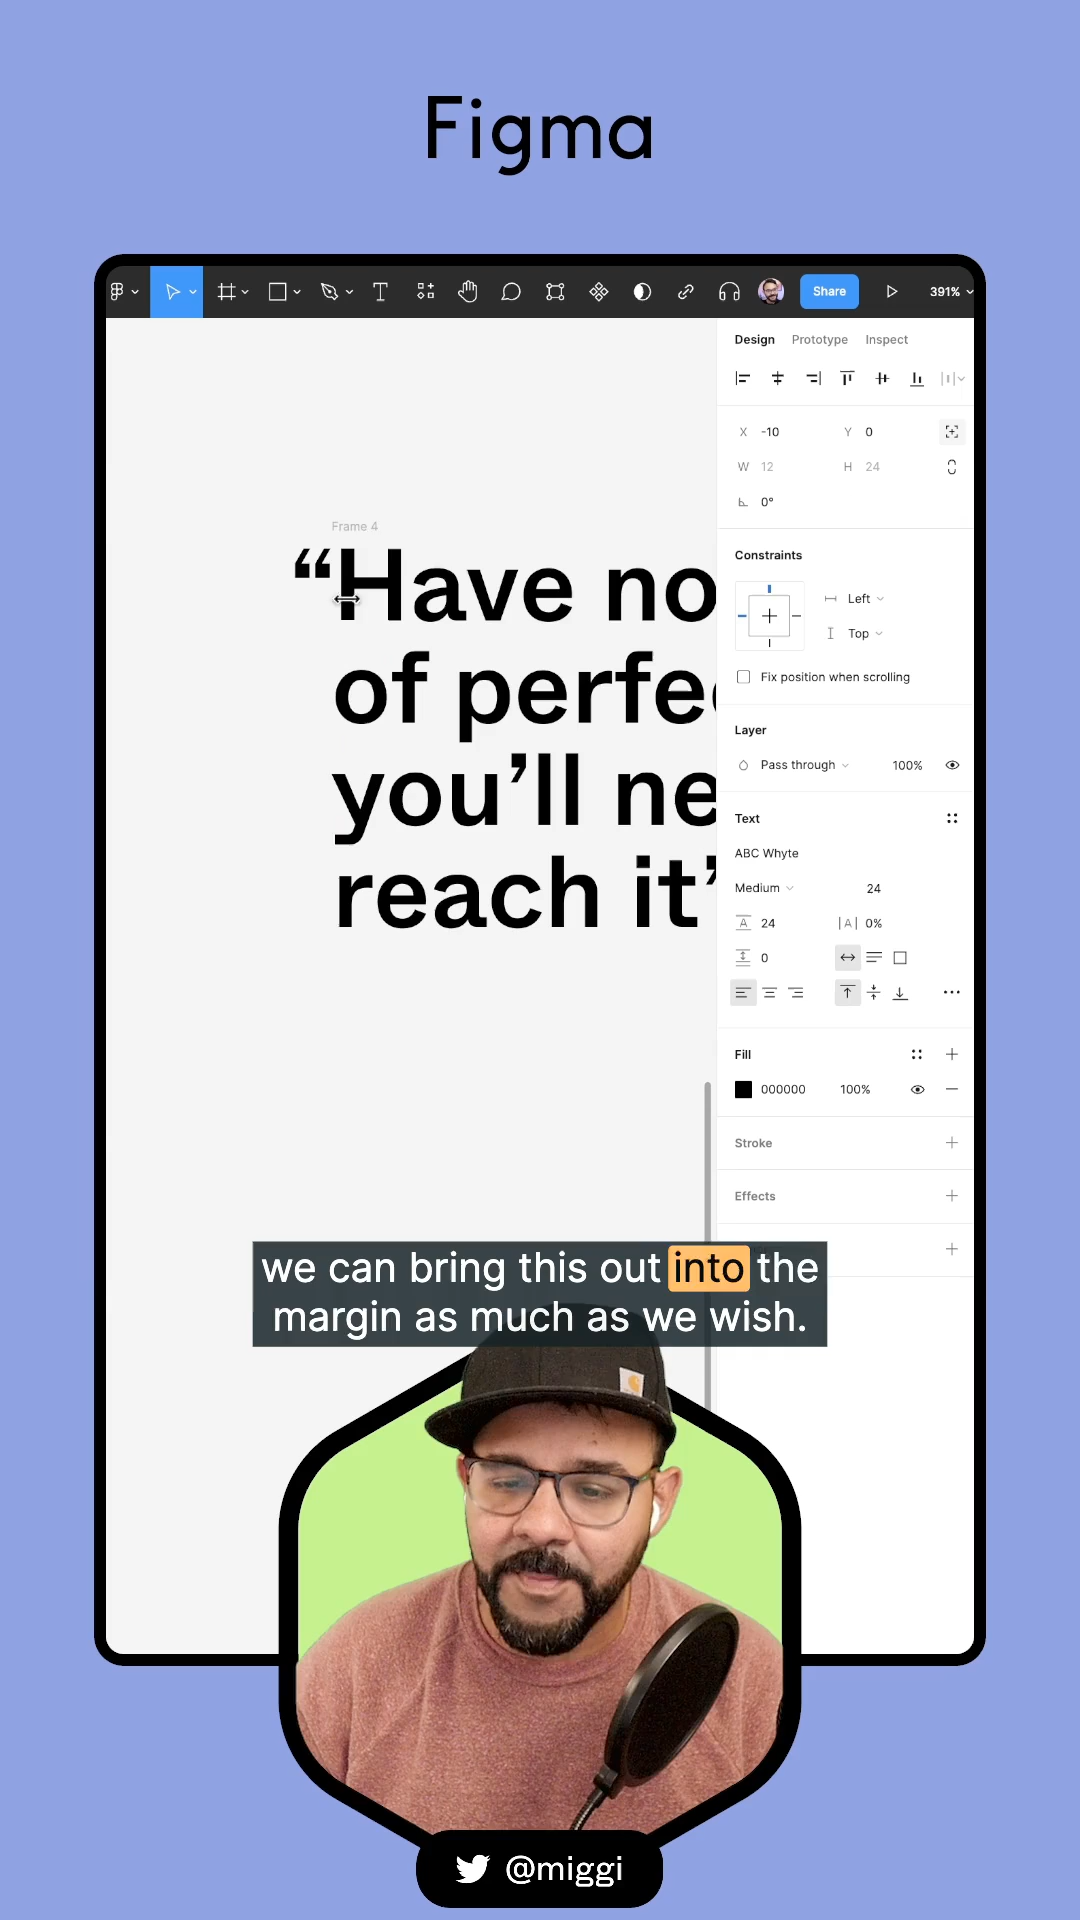 Figma
Share
391%
Design Prototype Inspect
X -10 Y 0
W 12 H 24
0°
Constraints
Left
Top
Fix position when scrolling
Layer
Pass through 100%
Text
ABC Whyte
Medium 24
A 24 |A| 0%
0
Fill
000000 100%
Stroke
Effects
Frame 4
“Have no
of perfe
you’ll ne
reach it”
we can bring this out into the
margin as much as we wish.
@miggi